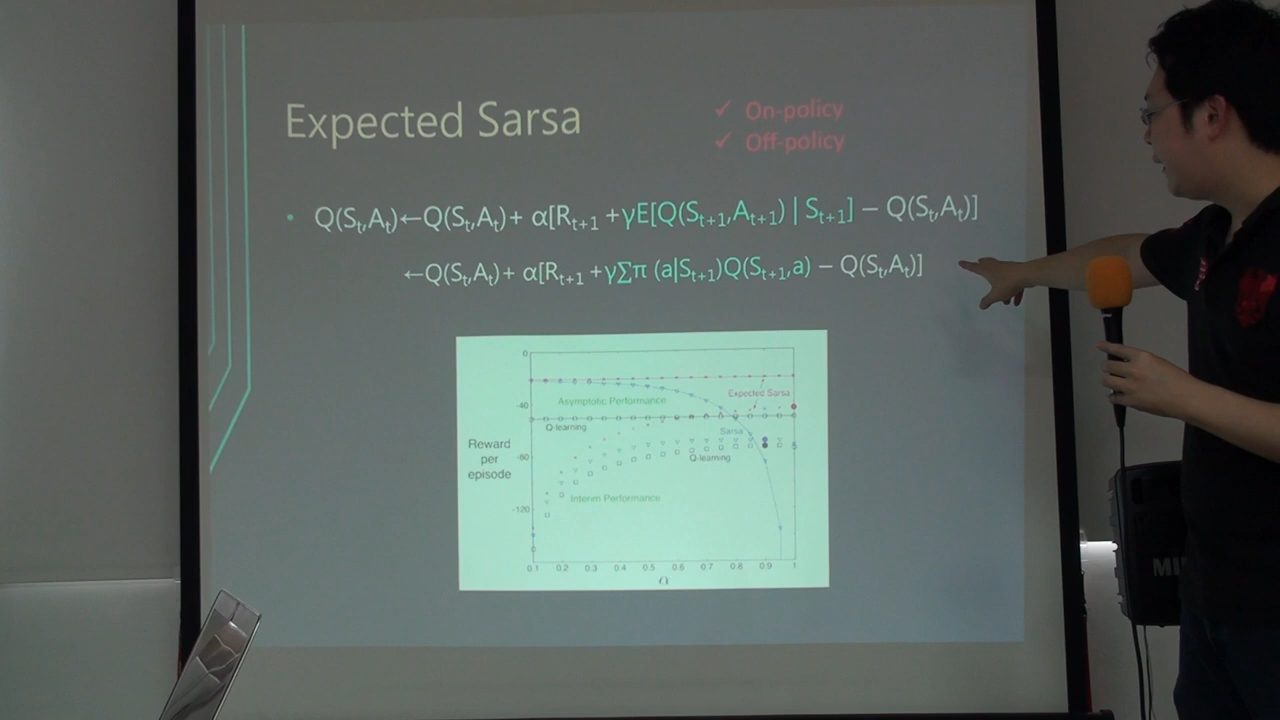 Expected Sarsa
✓ On-policy
✓ Off-policy
• Q(Sₜ,Aₜ)←Q(Sₜ,Aₜ)+ α[Rₜ₊₁ +γE[Q(Sₜ₊₁,Aₜ₊₁) | Sₜ₊₁] – Q(Sₜ,Aₜ)]
←Q(Sₜ,Aₜ)+ α[Rₜ₊₁ +γ∑π (a|Sₜ₊₁)Q(Sₜ₊₁,a) – Q(Sₜ,Aₜ)]
0
Expected Sarsa
Asymptotic Performance
-40
Q-learning
Sarsa
Reward
per
episode
-80
Q-learning
Interim Performance
-120
0.1 0.2 0.3 0.4 0.5 0.6 0.7 0.8 0.9 1
α